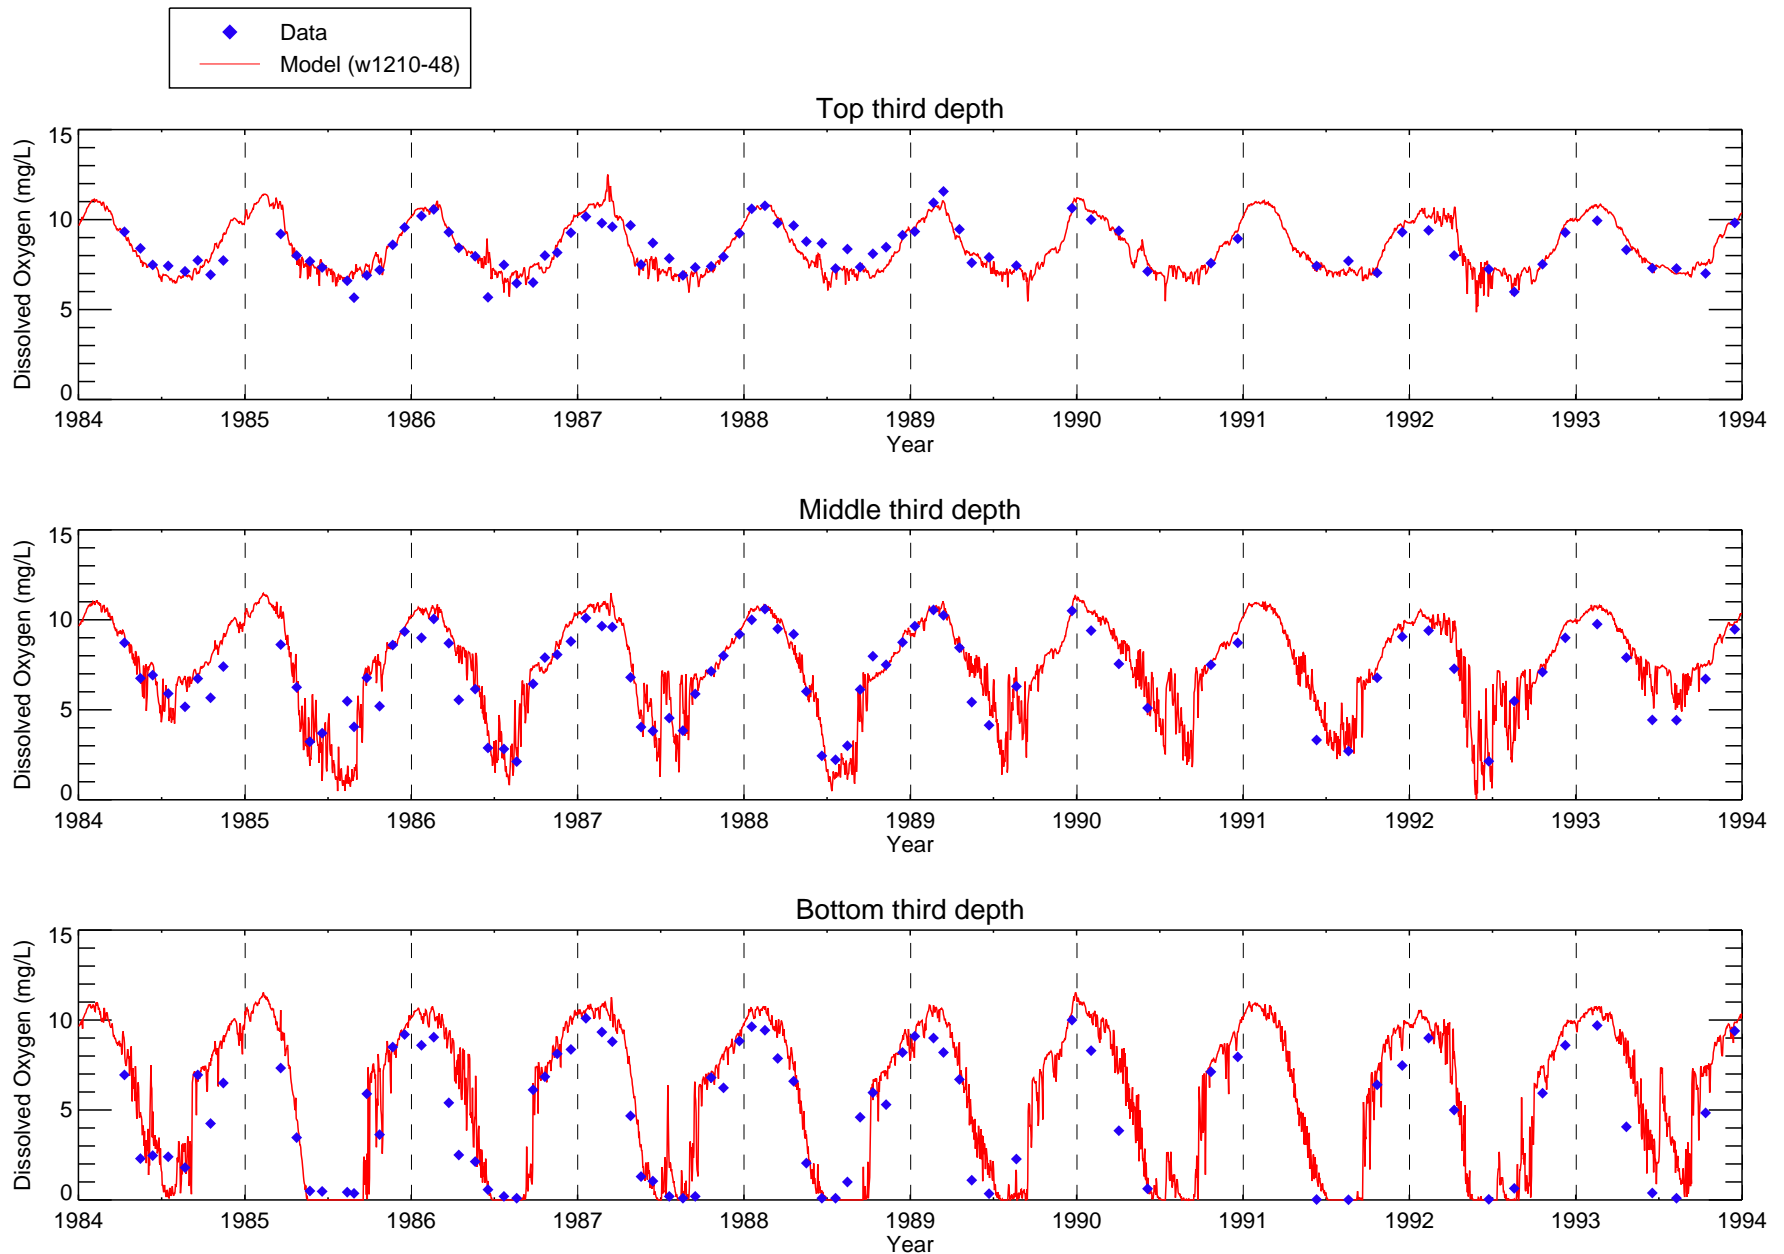 Data
Model (w1210-48)
Top third depth
Dissolved Oxygen (mg/L)
15
10
5
0
1984 1985 1986 1987 1988 1989 1990 1991 1992 1993 1994
Year
Middle third depth
Dissolved Oxygen (mg/L)
15
10
5
0
1984 1985 1986 1987 1988 1989 1990 1991 1992 1993 1994
Year
Bottom third depth
Dissolved Oxygen (mg/L)
15
10
5
0
1984 1985 1986 1987 1988 1989 1990 1991 1992 1993 1994
Year